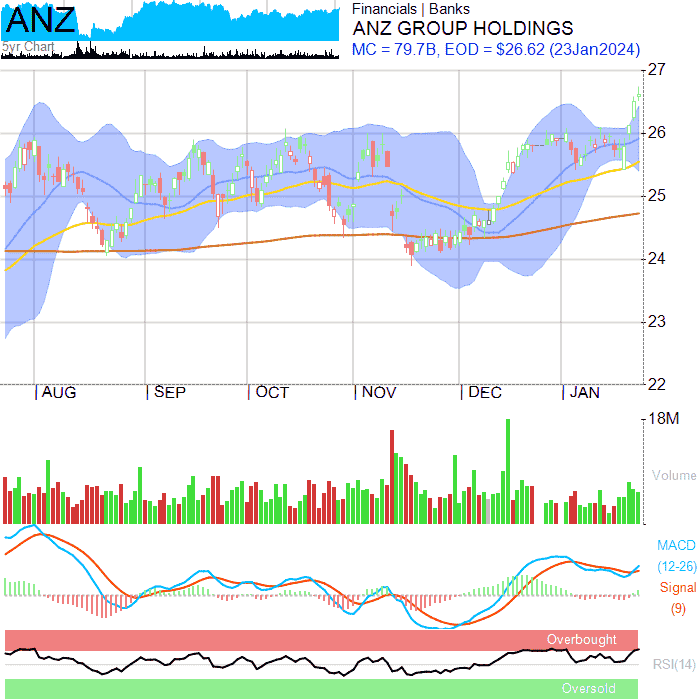 ANZ
5yr Chart
Financials | Banks
ANZ GROUP HOLDINGS
MC = 79.7B, EOD = $26.62 (23Jan2024)
27
26
25
24
23
22
AUG SEP OCT NOV DEC JAN
18M
Volume
MACD
(12-26)
Signal
(9)
Overbought
RSI(14)
Oversold